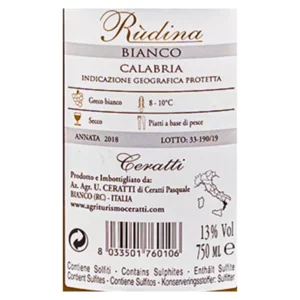 Rùdina
BIANCO
CALABRIA
INDICAZIONE GEOGRAFICA PROTETTA
Greco bianco 8 - 10°C
Secco Piatti a base di pesce
ANNATA 2018 LOTTO: 33-190/19
Ceratti
Prodotto e Imbottigliato da:
Az. Agr. U. CERATTI di Ceratti Pasquale
BIANCO (RC) - ITALIA
www.agriturismoceratti.com
13% Vol
750 ML e
8 033501 760106
Contiene Solfiti - Contains Sulphites - Enthält Sulfite
Contient Sulfites - Contiene Sulfitos - Konserveringsmedel: Sulfiter